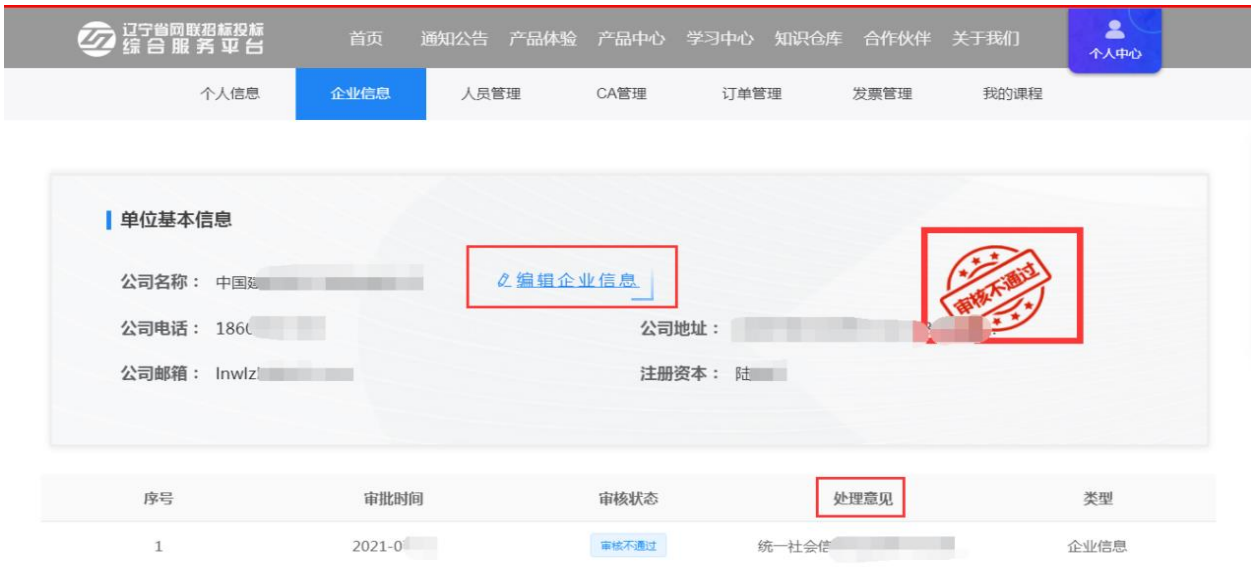 辽宁省网联招标投标
综合服务平台
首页 通知公告 产品体验 产品中心 学习中心 知识仓库 合作伙伴 关于我们 个人中心
个人信息 企业信息 人员管理 CA管理 订单管理 发票管理 我的课程
单位基本信息
公司名称： 中国建
编辑企业信息
审核不通过
公司电话： 186
公司地址：
公司邮箱： lnwlz
注册资本： 陆
序号 审批时间 审核状态 处理意见 类型
1 2021-0 审核不通过 统一社会信 企业信息